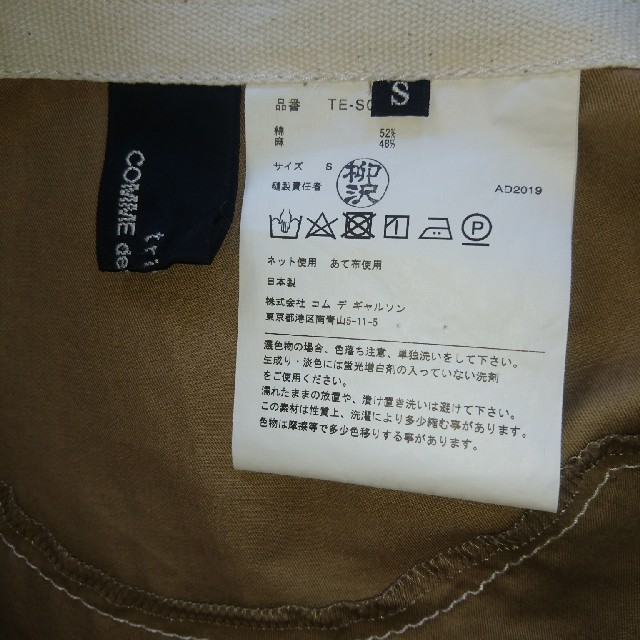 COMME de
tri
S
品番 TE-S
綿 52%
麻 48%
サイズ S
縫製責任者 柳沢
AD2019
ネット使用 あて布使用
日本製
株式会社 コム デ ギャルソン
東京都港区南青山5-11-5
濃色物の場合、色落ち注意、単独洗いをして下さい。
生成り・淡色には蛍光増白剤の入っていない洗剤
をご使用ください。
濡れたままの放置や、漬け置き洗いは避けて下さい。
この素材は性質上、洗濯により多少縮む事があります。
色物は摩擦等で多少色移りする事があります。